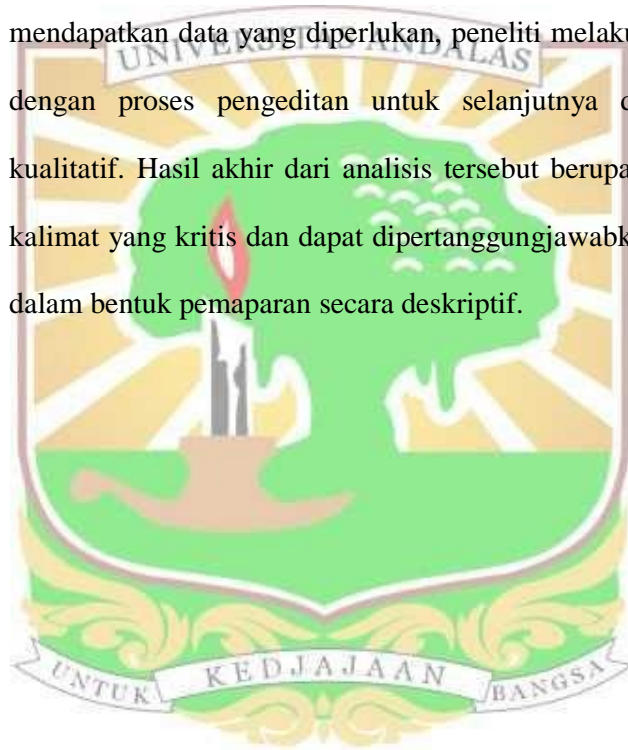 mendapatkan data yang diperlukan, peneliti melaku
UNIVERSITAS ANDALAS
dengan proses pengeditan untuk selanjutnya d
kualitatif. Hasil akhir dari analisis tersebut berupa
kalimat yang kritis dan dapat dipertanggungjawabk
dalam bentuk pemaparan secara deskriptif.
UNTUK KEDJAJAAN BANGSA